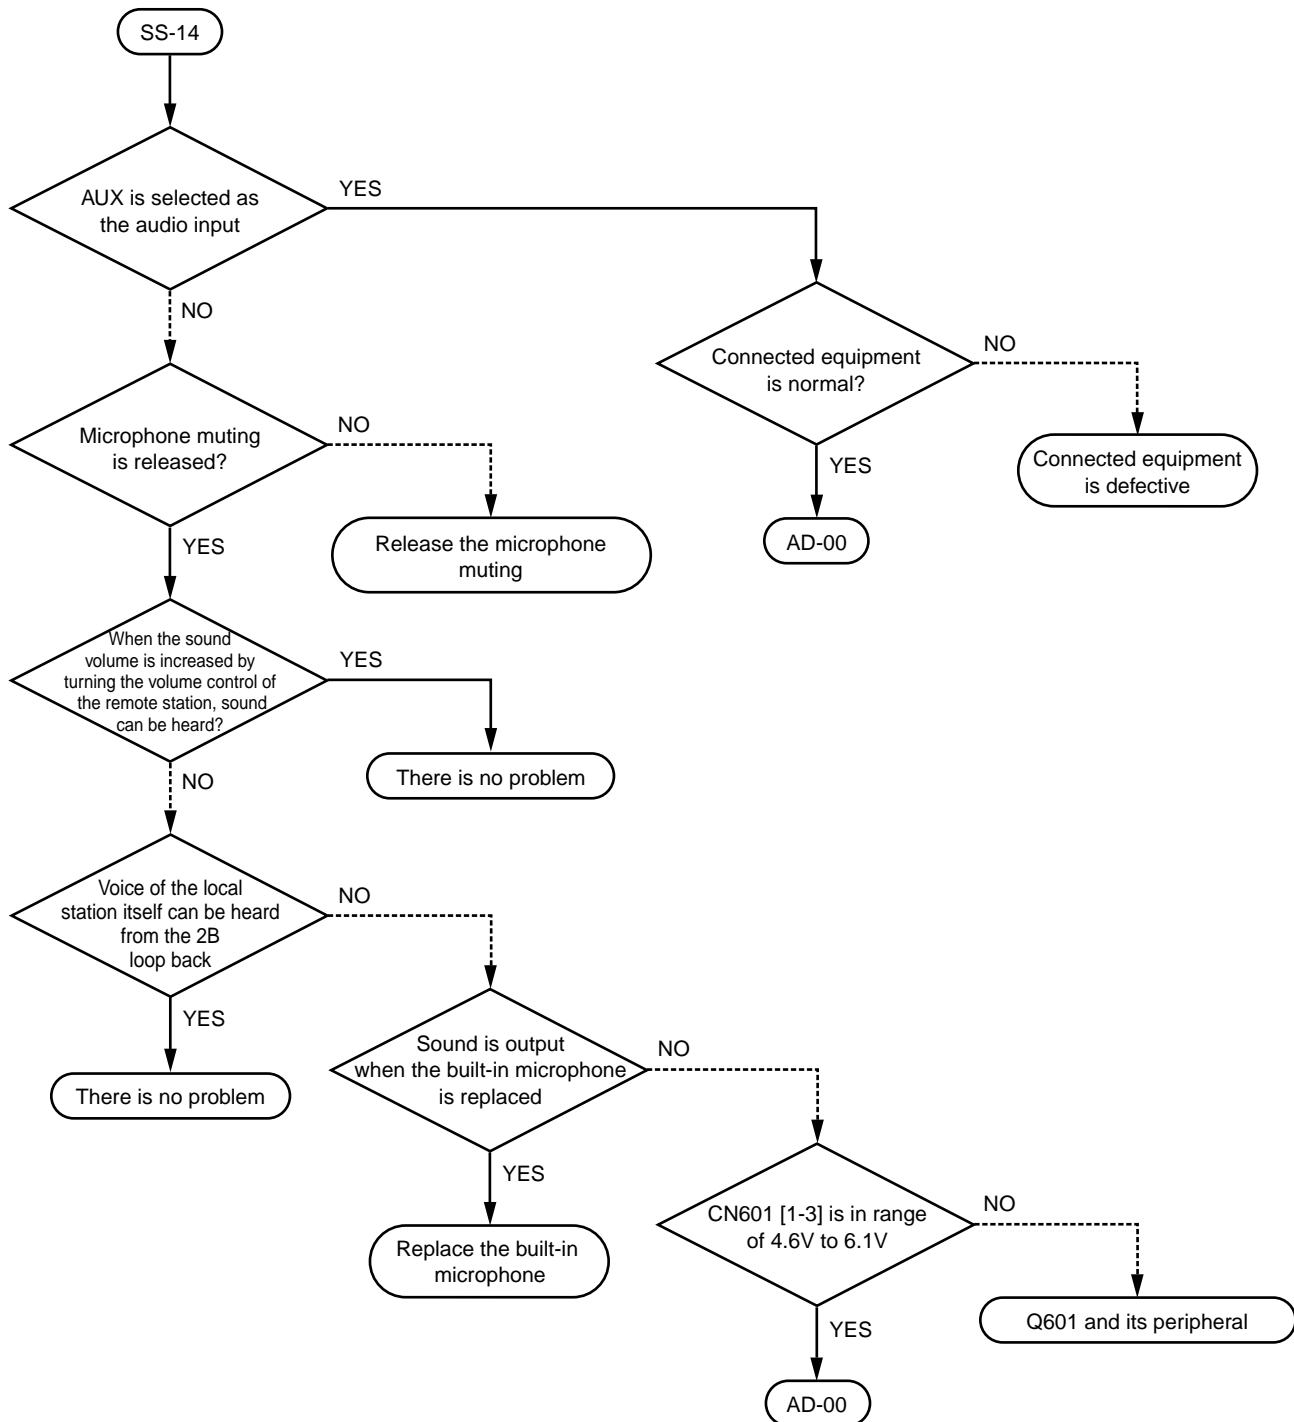 SS-14
AUX is selected as
the audio input
YES
NO
Connected equipment
is normal?
NO
Connected equipment
is defective
YES
AD-00
Microphone muting
is released?
NO
Release the microphone
muting
YES
When the sound
volume is increased by
turning the volume control of
the remote station, sound
can be heard?
YES
There is no problem
NO
Voice of the local
station itself can be heard
from the 2B
loop back
NO
YES
There is no problem
Sound is output
when the built-in microphone
is replaced
NO
YES
Replace the built-in
microphone
CN601 [1-3] is in range
of 4.6V to 6.1V
NO
Q601 and its peripheral
YES
AD-00